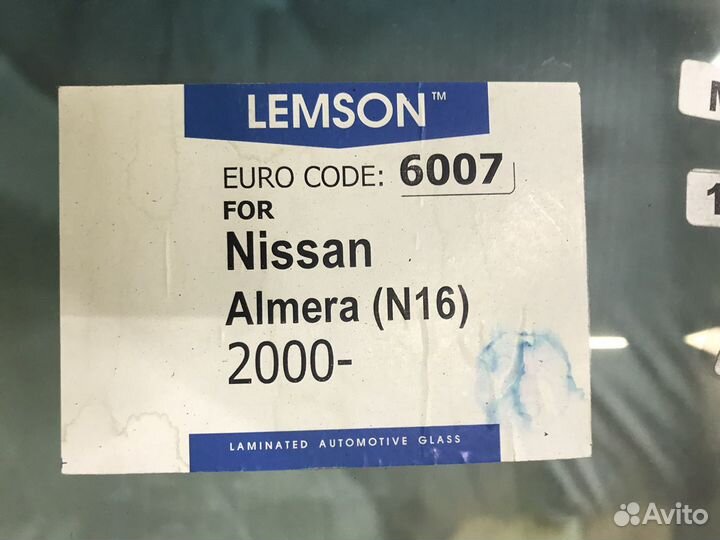 LEMSON™
EURO CODE: 6007
FOR
Nissan
Almera (N16)
2000-
LAMINATED AUTOMOTIVE GLASS
Avito